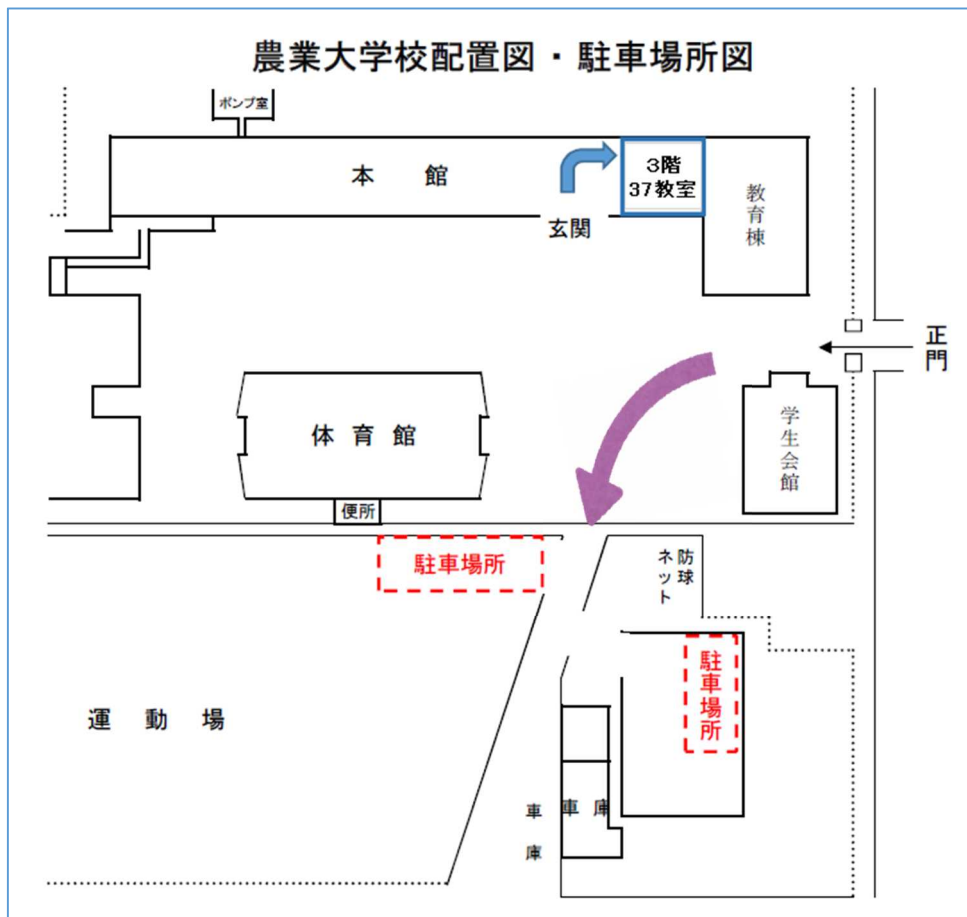 農業大学校配置図・駐車場所図
ポンプ室
本館
3階
37教室
教育棟
玄関
正門
体育館
学生会館
便所
駐車場所
防球
ネット
駐車場所
運動場
車庫
車庫